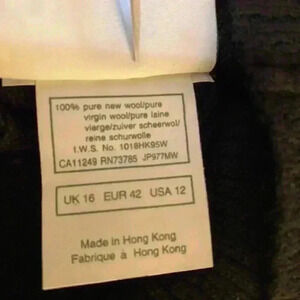 100% pure new wool/pure
virgin wool/pure laine
vierge/zuiver scheerwol/
reine schurwolle
I.W.S. No. 1018HK95W
CA11249 RN73785 JP977MW
UK 16 EUR 42 USA 12
Made in Hong Kong
Fabriqué à Hong Kong